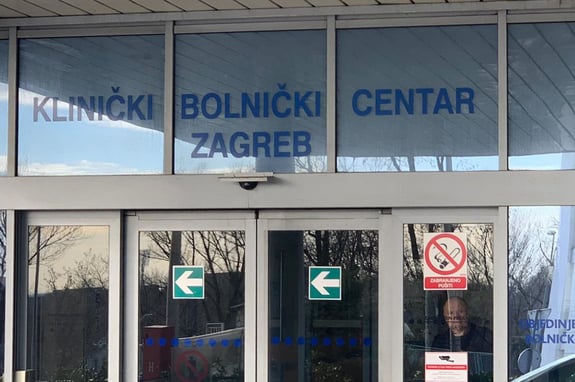 KLINIČKI BOLNIČKI CENTAR
ZAGREB
ZABRANJENO
PUŠITI